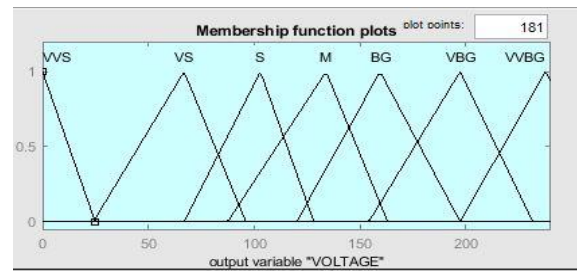 Membership function plots plot points: 181
VVS VS S M BG VBG VVBG
1
0.5
0
0 50 100 150 200
output variable "VOLTAGE"